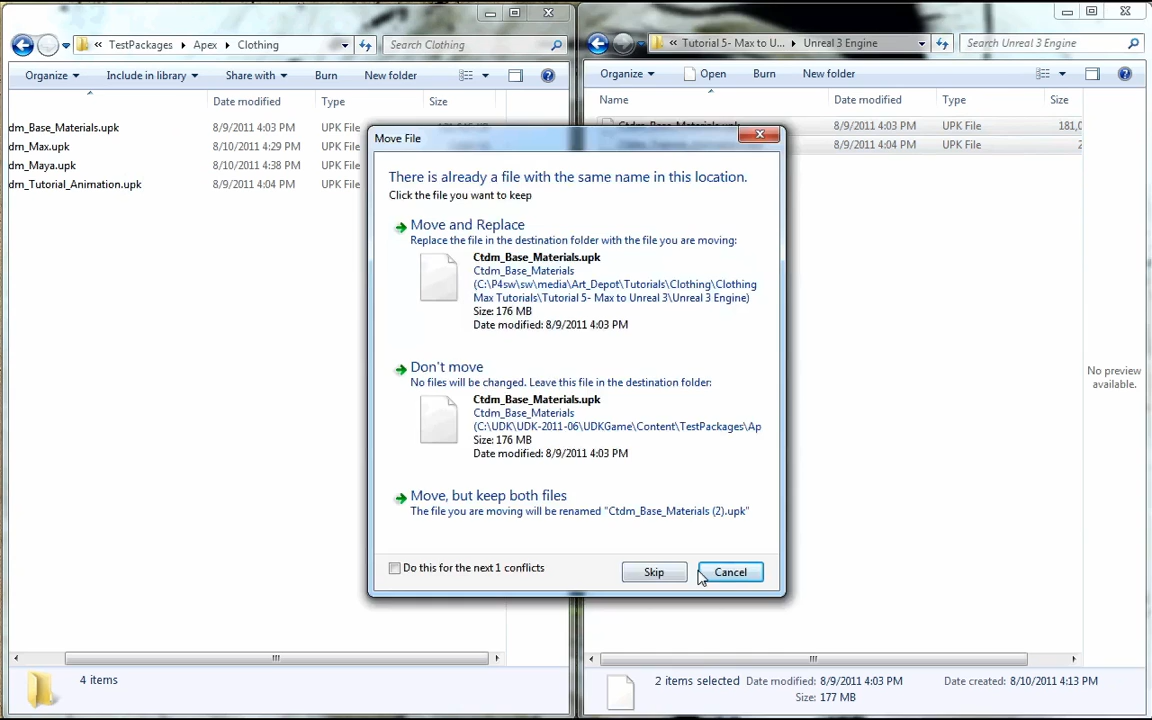 « TestPackages Apex Clothing
Search Clothing
Organize
Include in library
Share with
Burn
New folder
Date modified
Type
Size
dm_Base_Materials.upk 8/9/2011 4:03 PM UPK File
dm_Max.upk 8/10/2011 4:29 PM UPK File
dm_Maya.upk 8/10/2011 4:38 PM UPK File
dm_Tutorial_Animation.upk 8/9/2011 4:04 PM UPK File
4 items
« Tutorial 5- Max to U... Unreal 3 Engine
Search Unreal 3 Engine
Organize
Open
Burn
New folder
Name
Date modified
Type
Size
8/9/2011 4:03 PM UPK File 181,0
8/9/2011 4:04 PM UPK File 2
No preview
available.
2 items selected Date modified: 8/9/2011 4:03 PM Date created: 8/10/2011 4:13 PM
Size: 177 MB
Move File
There is already a file with the same name in this location.
Click the file you want to keep
Move and Replace
Replace the file in the destination folder with the file you are moving:
Ctdm_Base_Materials.upk
Ctdm_Base_Materials
(C:\P4sw\sw\media\Art_Depot\Tutorials\Clothing\Clothing
Max Tutorials\Tutorial 5- Max to Unreal 3\Unreal 3 Engine)
Size: 176 MB
Date modified: 8/9/2011 4:03 PM
Don't move
No files will be changed. Leave this file in the destination folder:
Ctdm_Base_Materials.upk
Ctdm_Base_Materials
(C:\UDK\UDK-2011-06\UDKGame\Content\TestPackages\Ap
Size: 176 MB
Date modified: 8/9/2011 4:03 PM
Move, but keep both files
The file you are moving will be renamed "Ctdm_Base_Materials (2).upk"
Do this for the next 1 conflicts
Skip
Cancel